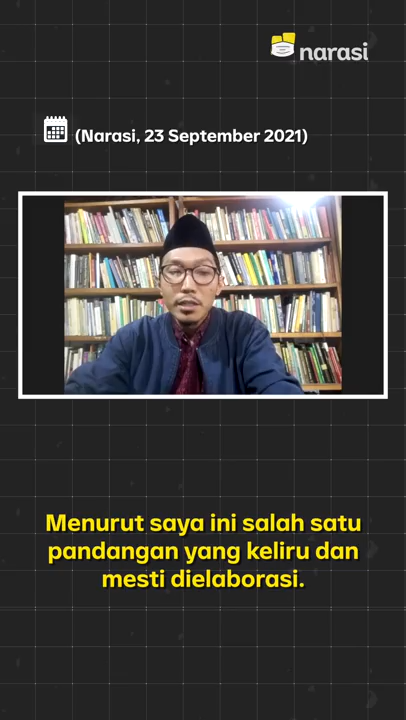 narasi
(Narasi, 23 September 2021)
Menurut saya ini salah satu
pandangan yang keliru dan
mesti dielaborasi.